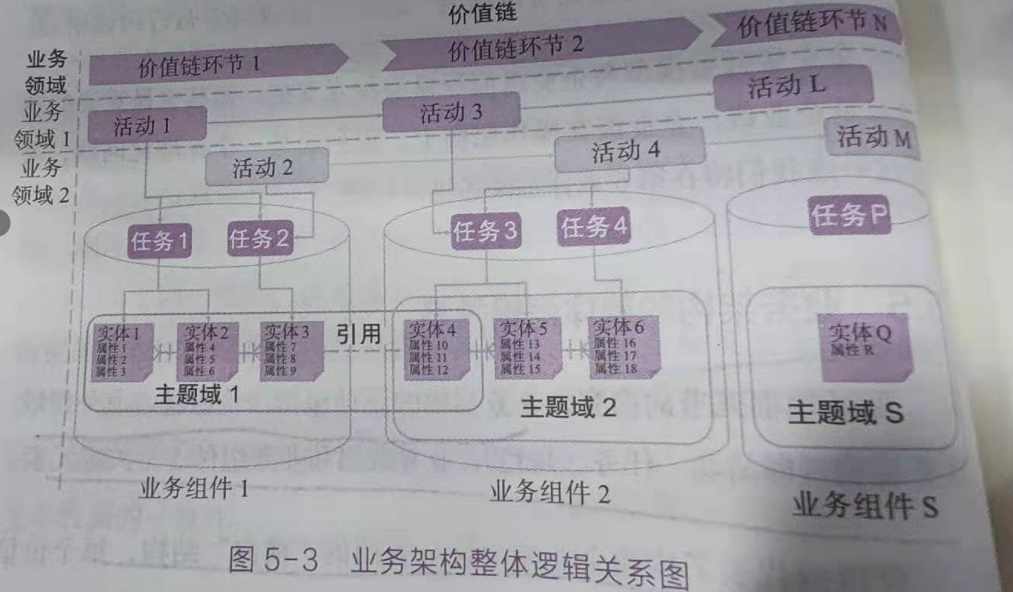 价值链
价值链环节 1
价值链环节 2
价值链环节 N
业务
领域
业务
领域 1
活动 1
活动 3
活动 L
业务
领域 2
活动 2
活动 4
活动 M
任务1
任务2
任务3
任务4
任务P
实体1
属性 1
属性 2
属性 3
实体2
属性 4
属性 5
属性 6
实体3
属性 7
属性 8
属性 9
引用
实体4
属性 10
属性 11
属性 12
实体5
属性 13
属性 14
属性 15
实体6
属性 16
属性 17
属性 18
实体Q
属性 R
主题域 1
主题域 2
主题域 S
业务组件 1
业务组件 2
业务组件 S
图 5-3 业务架构整体逻辑关系图